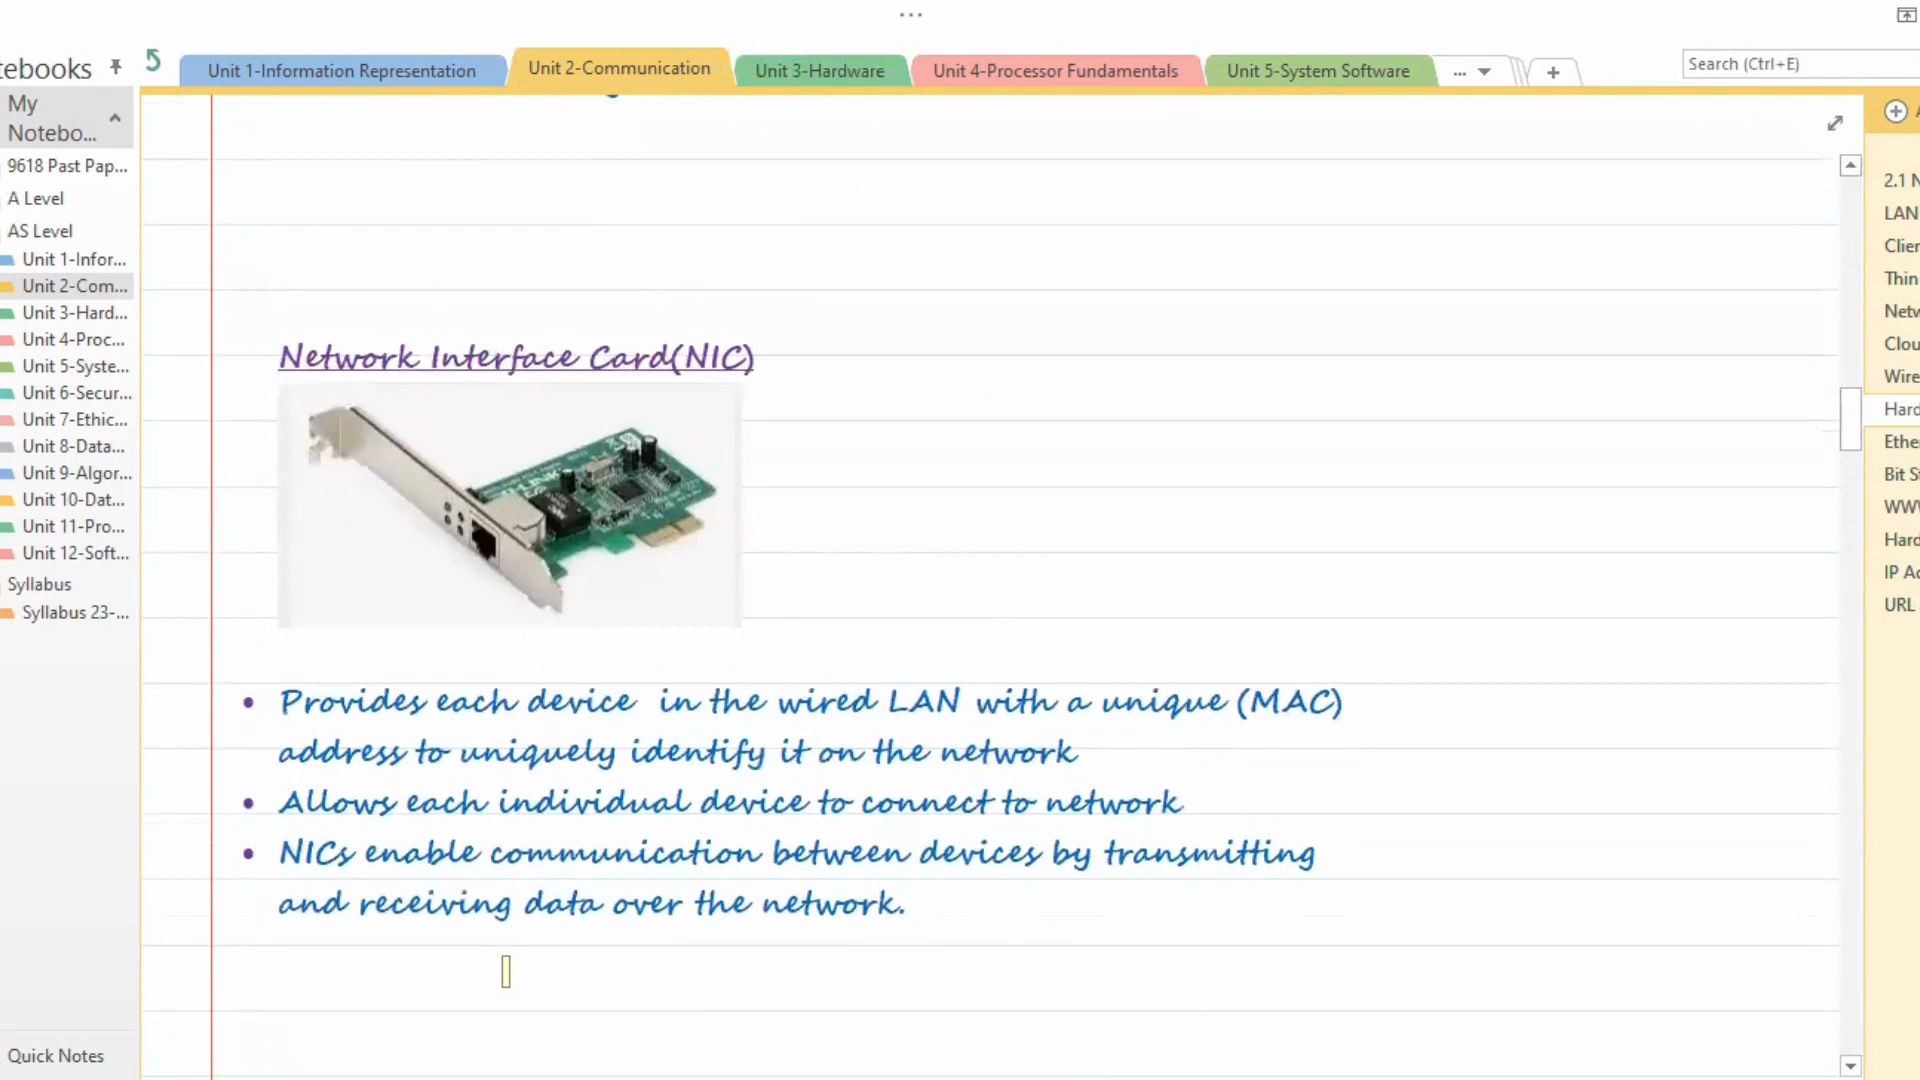 ...
tebooks
Unit 1-Information Representation
Unit 2-Communication
Unit 3-Hardware
Unit 4-Processor Fundamentals
Unit 5-System Software
...
Search (Ctrl+E)
My
Notebo...
9618 Past Pap...
A Level
AS Level
Unit 1-Infor...
Unit 2-Com...
Unit 3-Hard...
Unit 4-Proc...
Unit 5-Syste...
Unit 6-Secur...
Unit 7-Ethic...
Unit 8-Data...
Unit 9-Algor...
Unit 10-Dat...
Unit 11-Pro...
Unit 12-Soft...
Syllabus
Syllabus 23-...
Quick Notes
Network Interface Card(NIC)
• Provides each device in the wired LAN with a unique (MAC)
address to uniquely identify it on the network
• Allows each individual device to connect to network
• NICs enable communication between devices by transmitting
and receiving data over the network.
2.1 N
LAN
Clier
Thin
Netw
Clou
Wire
Hard
Ether
Bit St
WWW
Hard
IP Ad
URL